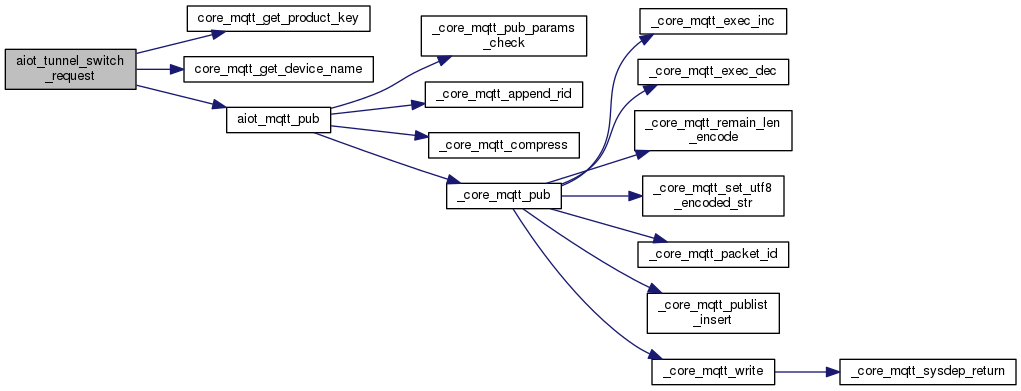 aiot_tunnel_switch
_request
core_mqtt_get_product_key
core_mqtt_get_device_name
aiot_mqtt_pub
_core_mqtt_pub_params
_check
_core_mqtt_append_rid
_core_mqtt_compress
_core_mqtt_pub
_core_mqtt_exec_inc
_core_mqtt_exec_dec
_core_mqtt_remain_len
_encode
_core_mqtt_set_utf8
_encoded_str
_core_mqtt_packet_id
_core_mqtt_publist
_insert
_core_mqtt_write
_core_mqtt_sysdep_return